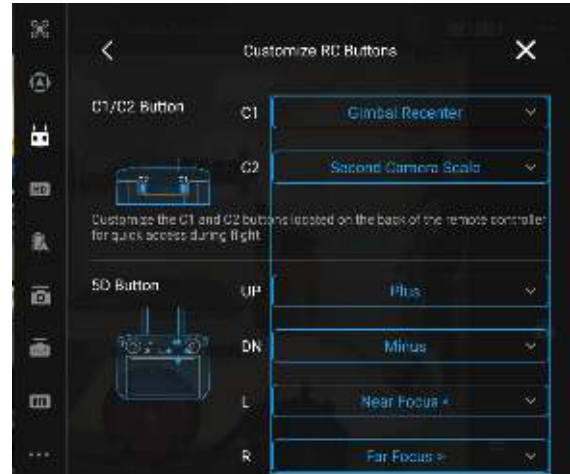 Customize RC Buttons
C1/C2 Button
C1
Gimbal Recenter
C2
Second Camera Scale
Customize the C1 and C2 buttons located on the back of the remote controller
for quick access during flight
5D Button
UP
Plus
DN
Minus
L
Near Focus <
R
Far Focus >
HD